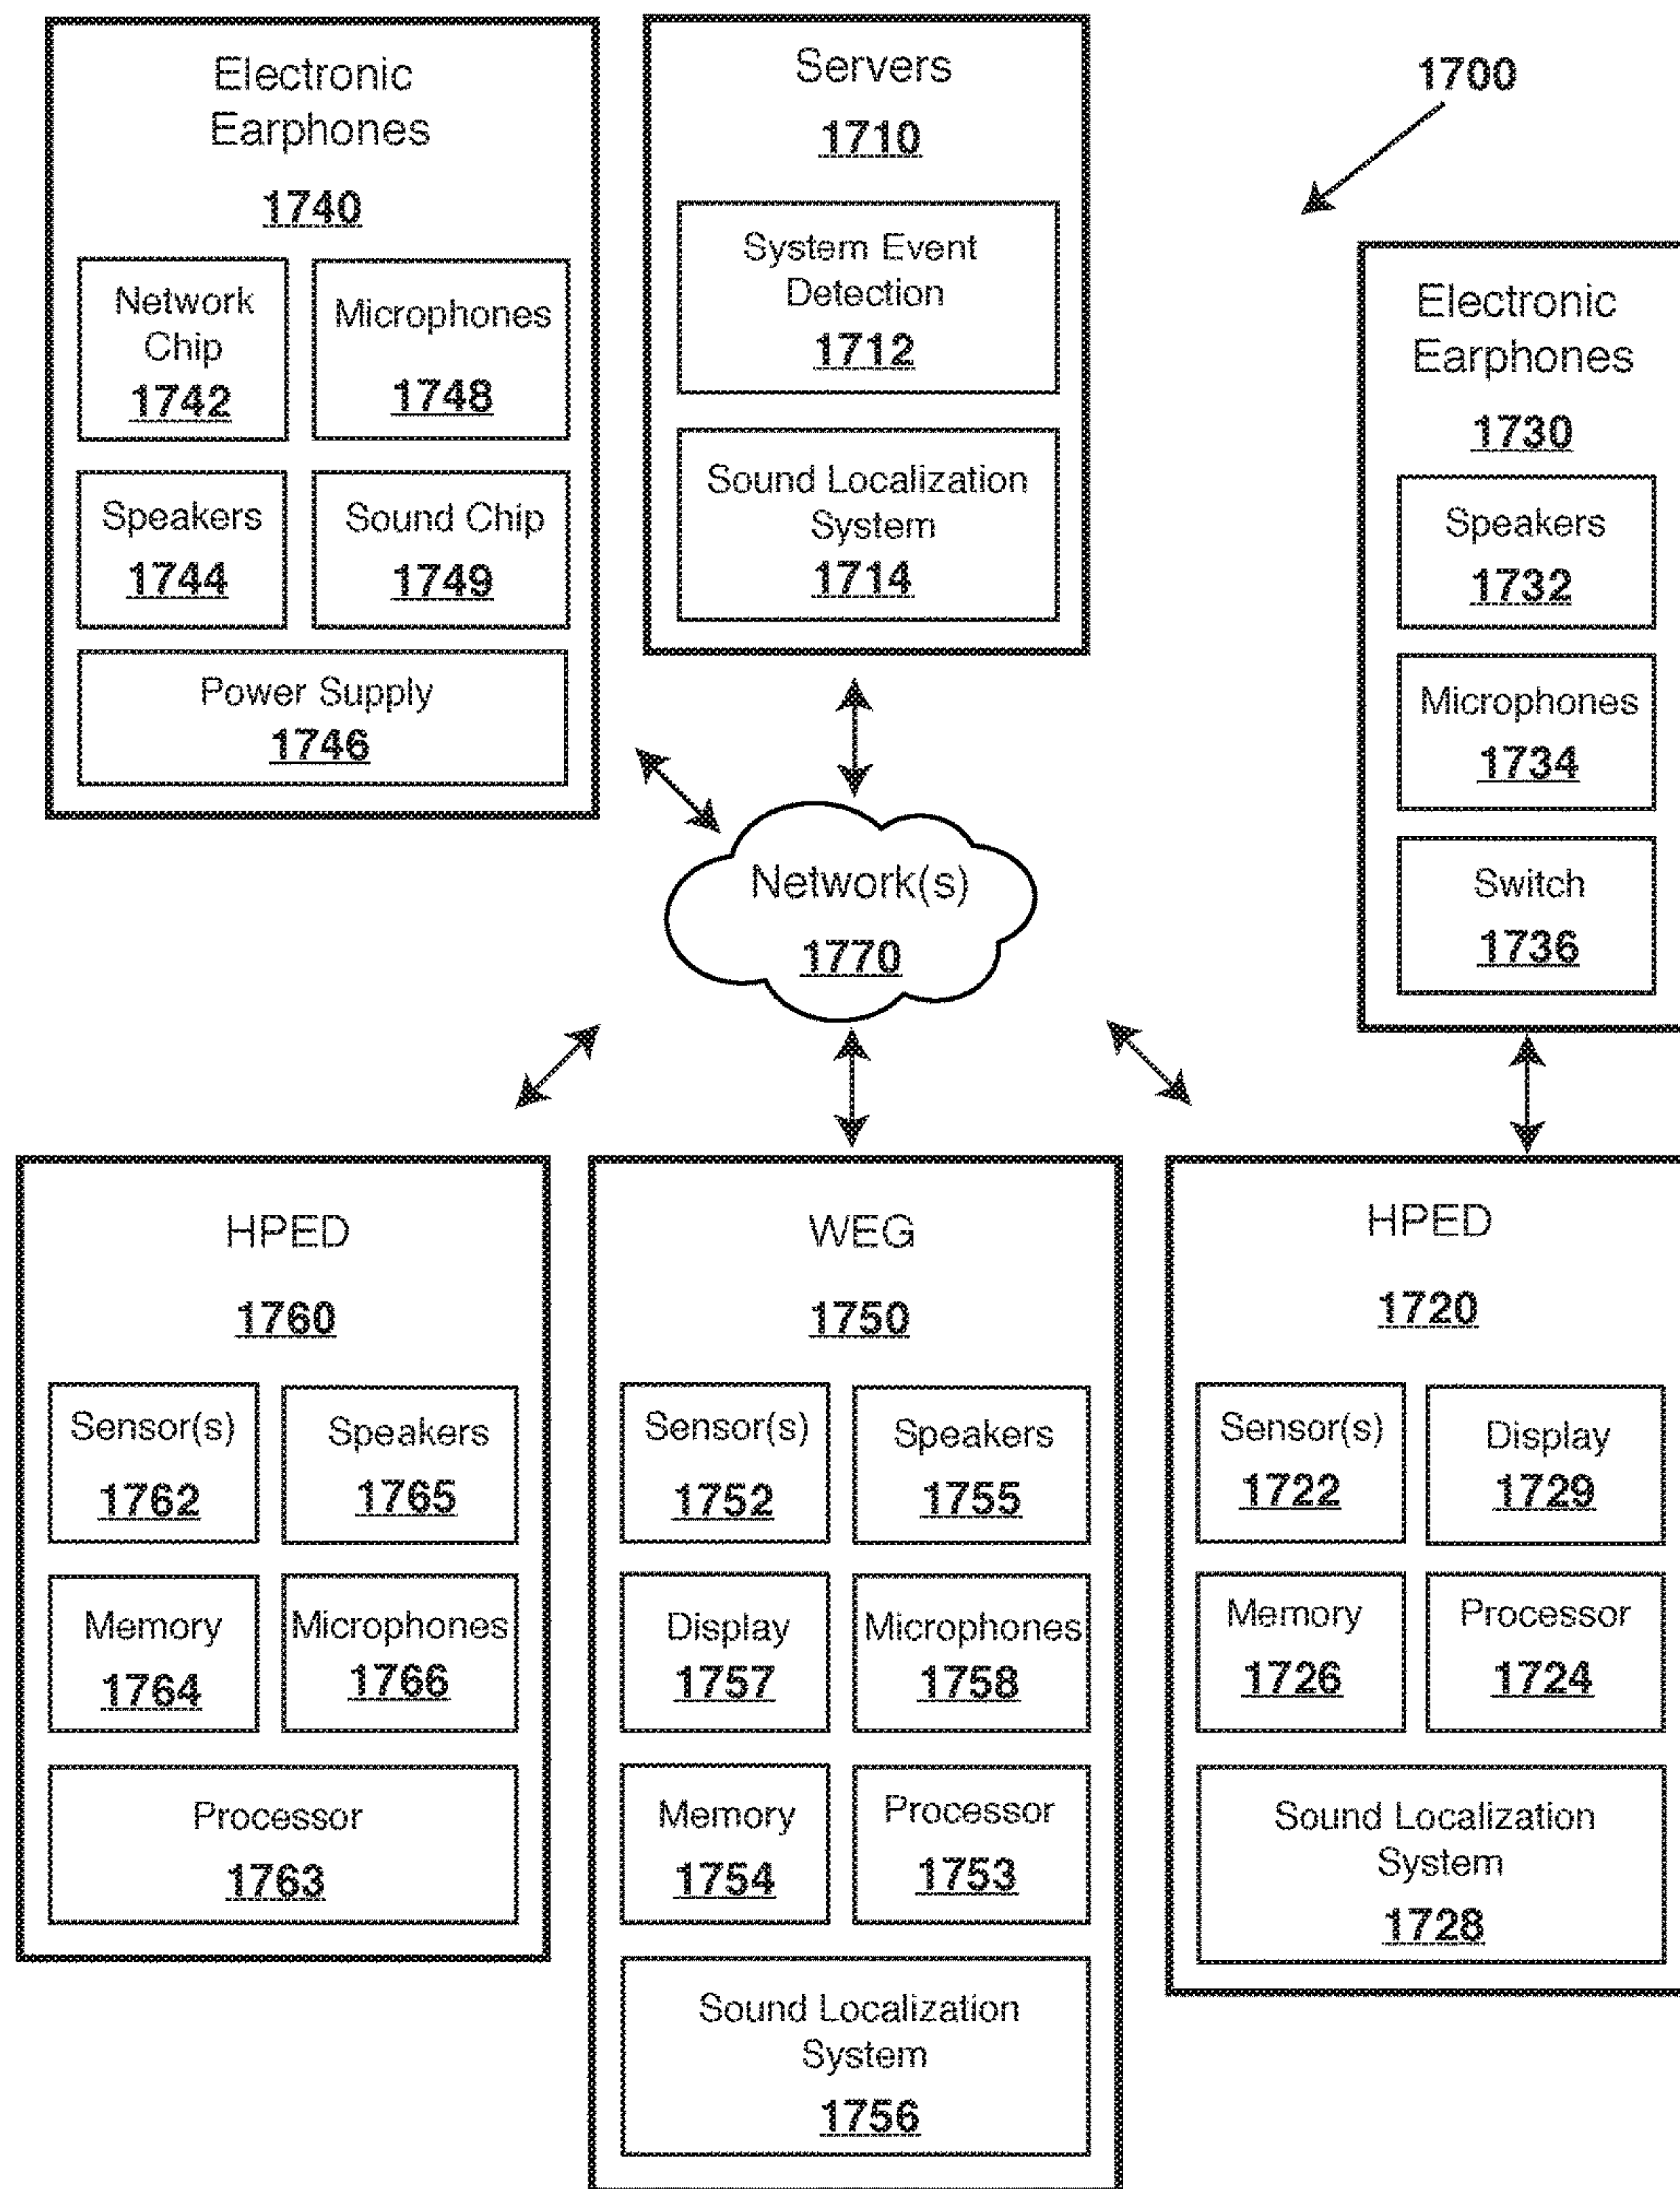 Electronic
Earphones
1740
Network
Chip
1742
Microphones
1748
Speakers
1744
Sound Chip
1749
Power Supply
1746
Servers
1710
System Event
Detection
1712
Sound Localization
System
1714
1700
Electronic
Earphones
1730
Speakers
1732
Microphones
1734
Switch
1736
Network(s)
1770
HPED
1760
Sensor(s)
1762
Speakers
1765
Memory
1764
Microphones
1766
Processor
1763
WEG
1750
Sensor(s)
1752
Speakers
1755
Display
1757
Microphones
1758
Memory
1754
Processor
1753
Sound Localization
System
1756
HPED
1720
Sensor(s)
1722
Display
1729
Memory
1726
Processor
1724
Sound Localization
System
1728